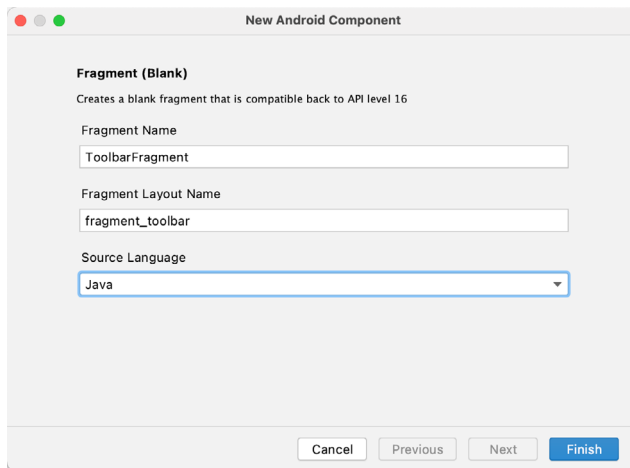 New Android Component
Fragment (Blank)
Creates a blank fragment that is compatible back to API level 16
Fragment Name
ToolbarFragment
Fragment Layout Name
fragment_toolbar
Source Language
Java
Cancel Previous Next Finish